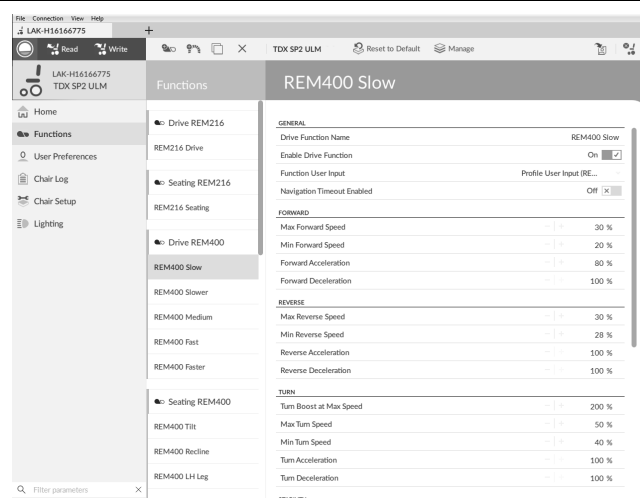 File Connection View Help
LAK-H16166775 +
Read Write TDX SP2 ULM Reset to Default Manage
LAK-H16166775
TDX SP2 ULM
Home
Functions
User Preferences
Chair Log
Chair Setup
Lighting
Filter parameters
Functions
Drive REM216
REM216 Drive
Seating REM216
REM216 Seating
Drive REM400
REM400 Slow
REM400 Slower
REM400 Medium
REM400 Fast
REM400 Faster
Seating REM400
REM400 Tilt
REM400 Recline
REM400 LH Leg
REM400 Slow
GENERAL
Drive Function Name REM400 Slow
Enable Drive Function On
Function User Input Profile User Input (RE...
Navigation Timeout Enabled Off
FORWARD
Max Forward Speed - + 30 %
Min Forward Speed - + 20 %
Forward Acceleration - + 80 %
Forward Deceleration - + 100 %
REVERSE
Max Reverse Speed - + 30 %
Min Reverse Speed - + 28 %
Reverse Acceleration - + 100 %
Reverse Deceleration - + 100 %
TURN
Turn Boost at Max Speed - + 200 %
Max Turn Speed - + 50 %
Min Turn Speed - + 40 %
Turn Acceleration - + 100 %
Turn Deceleration - + 100 %